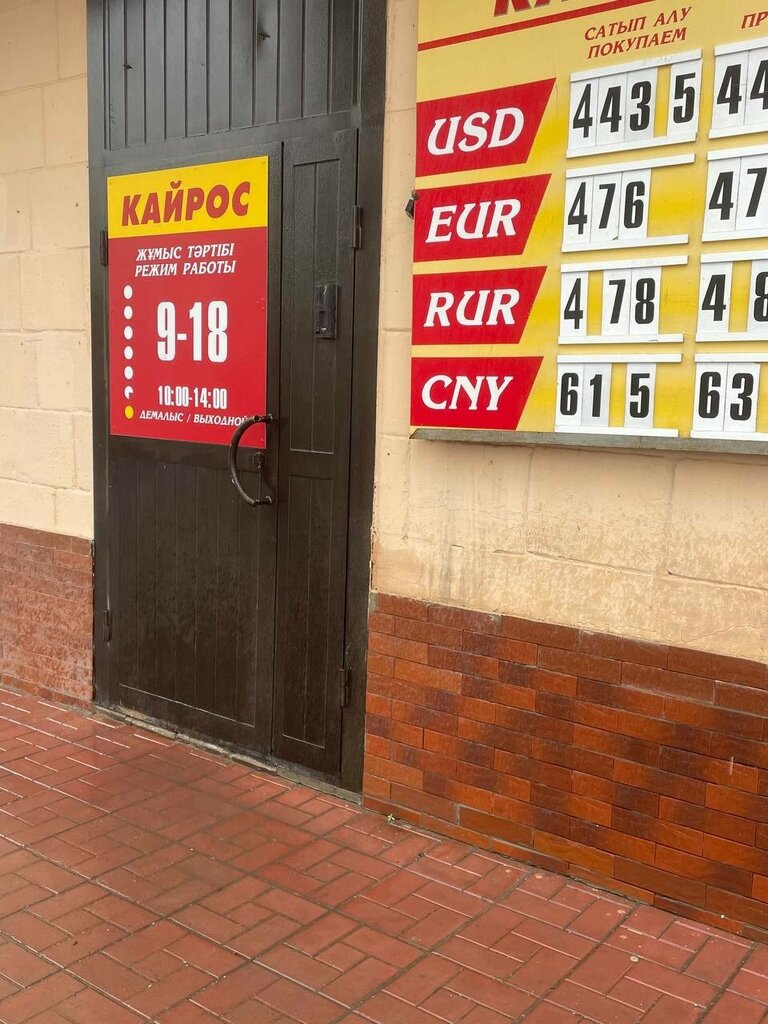 КАЙРОС
ЖҰМЫС ТӘРТІБІ
РЕЖИМ РАБОТЫ
9-18
10:00-14:00
ДЕМАЛЫС / ВЫХОДНОЙ
САТЫП АЛУ
ПОКУПАЕМ
USD 443 5
EUR 476
RUR 4 78
CNY 61 5 63